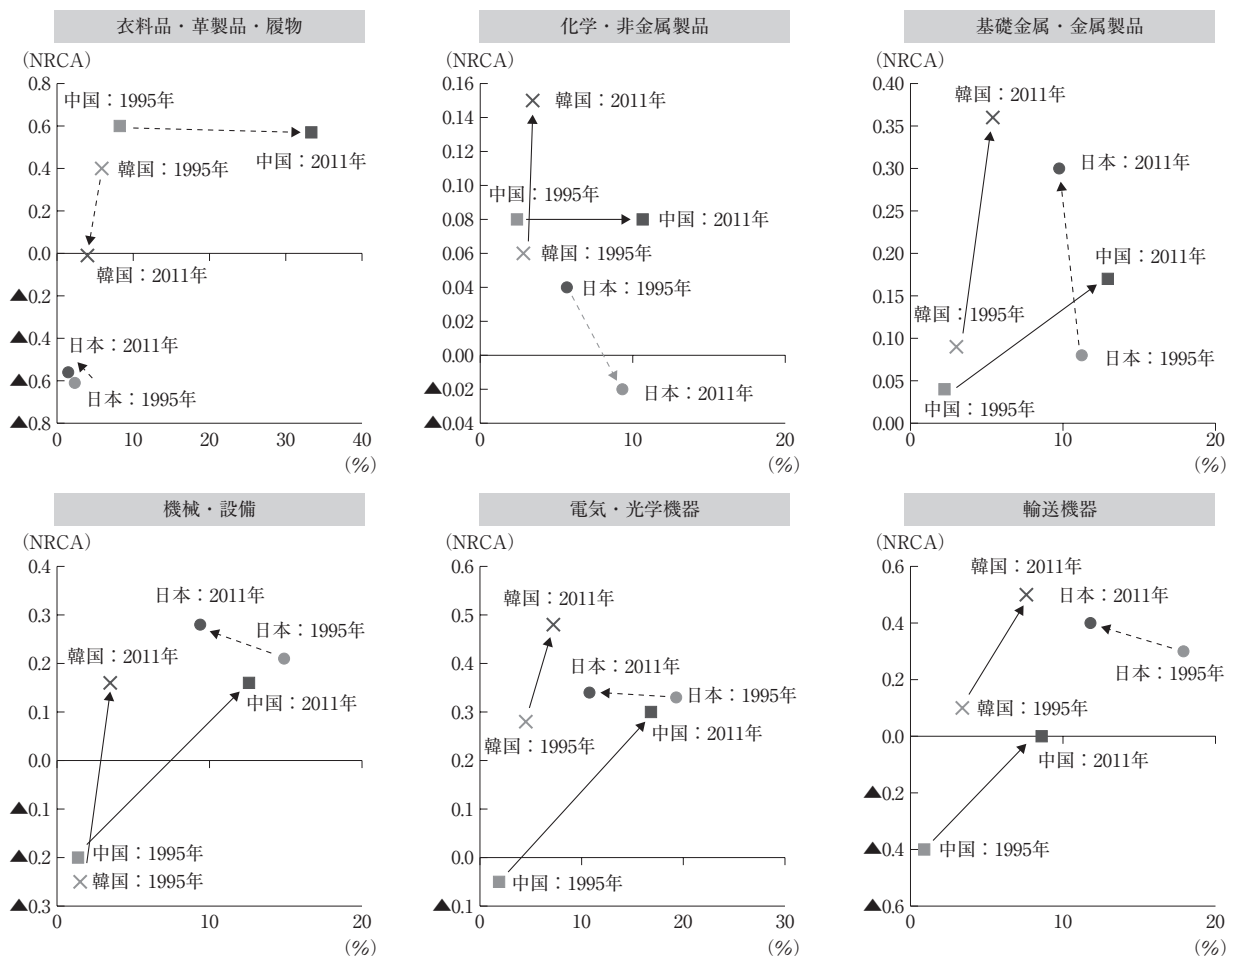 衣料品・革製品・履物
(NRCA)
0.8
0.6
0.4
0.2
0.0
▲0.2
▲0.4
▲0.6
▲0.8
中国：1995年
中国：2011年
韓国：1995年
韓国：2011年
日本：2011年
日本：1995年
0 10 20 30 40
(%)
化学・非金属製品
(NRCA)
0.16
0.14
0.12
0.10
0.08
0.06
0.04
0.02
0.00
▲0.02
▲0.04
韓国：2011年
中国：1995年
中国：2011年
韓国：1995年
日本：1995年
日本：2011年
0 10 20
(%)
基礎金属・金属製品
(NRCA)
0.40
0.35
0.30
0.25
0.20
0.15
0.10
0.05
0.00
韓国：2011年
日本：2011年
中国：2011年
韓国：1995年
日本：1995年
中国：1995年
0 10 20
(%)
機械・設備
(NRCA)
0.4
0.3
0.2
0.1
0.0
▲0.1
▲0.2
▲0.3
日本：2011年
日本：1995年
韓国：2011年
中国：2011年
中国：1995年
韓国：1995年
0 10 20
(%)
電気・光学機器
(NRCA)
0.6
0.5
0.4
0.3
0.2
0.1
0.0
▲0.1
韓国：2011年
日本：2011年
日本：1995年
中国：2011年
韓国：1995年
中国：1995年
0 10 20 30
(%)
輸送機器
(NRCA)
0.6
0.4
0.2
0.0
▲0.2
▲0.4
▲0.6
韓国：2011年
日本：2011年
日本：1995年
韓国：1995年
中国：2011年
中国：1995年
0 10 20
(%)